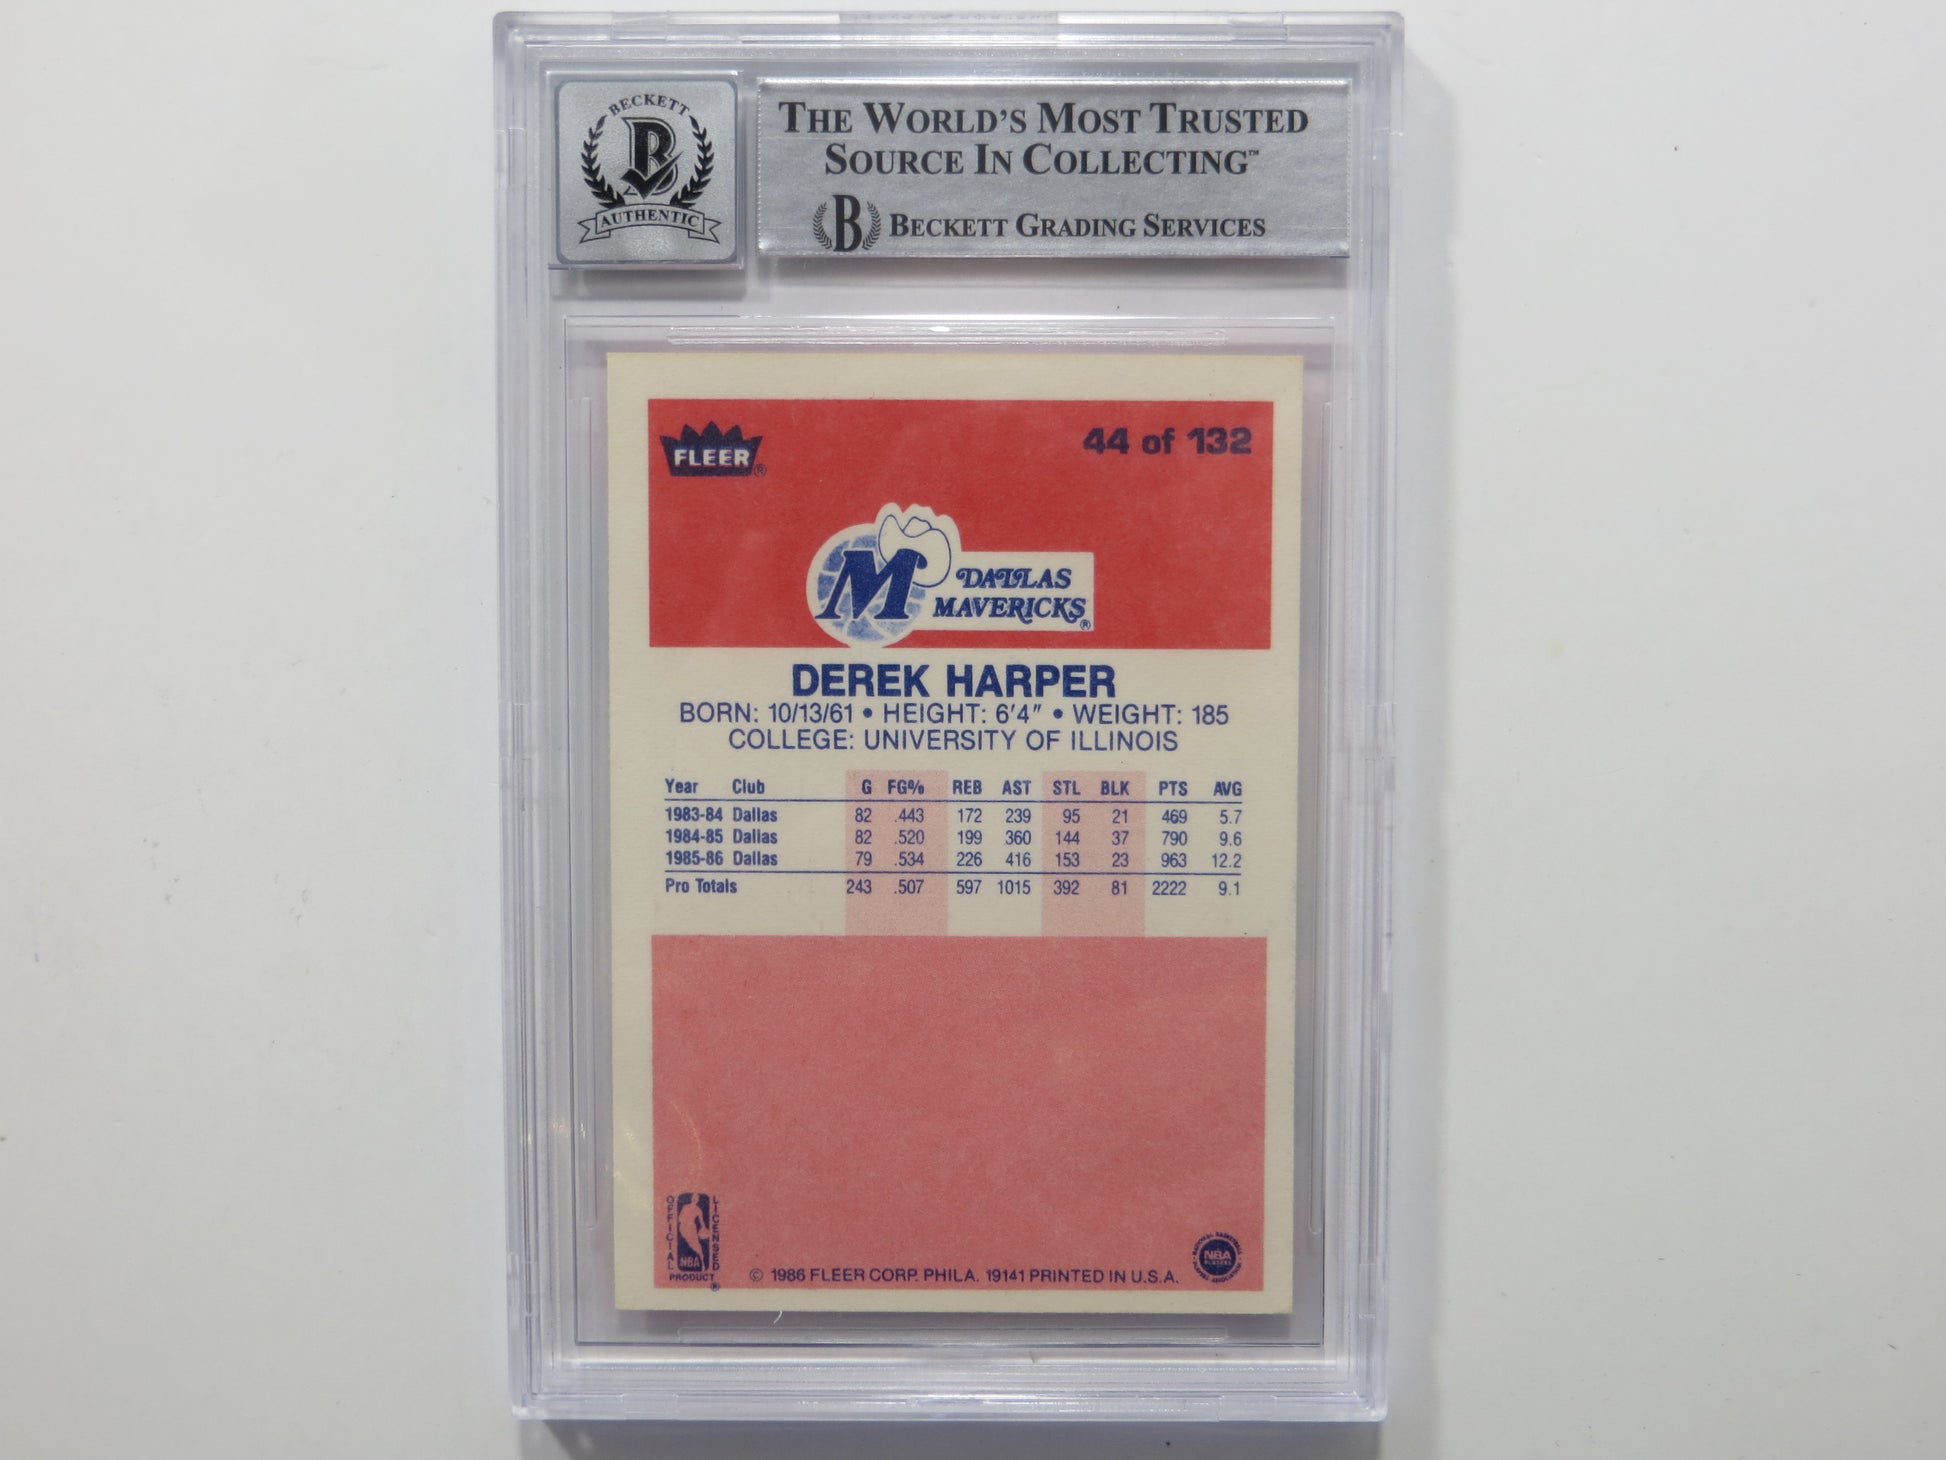 BECKETT
B
AUTHENTIC
THE WORLD'S MOST TRUSTED
SOURCE IN COLLECTING™
B BECKETT GRADING SERVICES
FLEER®
44 of 132
M DALLAS
MAVERICKS®
DEREK HARPER
BORN: 10/13/61 • HEIGHT: 6'4" • WEIGHT: 185
COLLEGE: UNIVERSITY OF ILLINOIS
Year Club G FG% REB AST STL BLK PTS AVG
1983-84 Dallas 82 .443 172 239 95 21 469 5.7
1984-85 Dallas 82 .520 199 360 144 37 790 9.6
1985-86 Dallas 79 .534 226 416 153 23 963 12.2
Pro Totals 243 .507 597 1015 392 81 2222 9.1
OFFICIAL
LICENSED
NBA
PRODUCT®
© 1986 FLEER CORP. PHILA. 19141 PRINTED IN U.S.A.
NATIONAL BASKETBALL
NBA
PLAYERS
PLAYERS ASSOCIATION